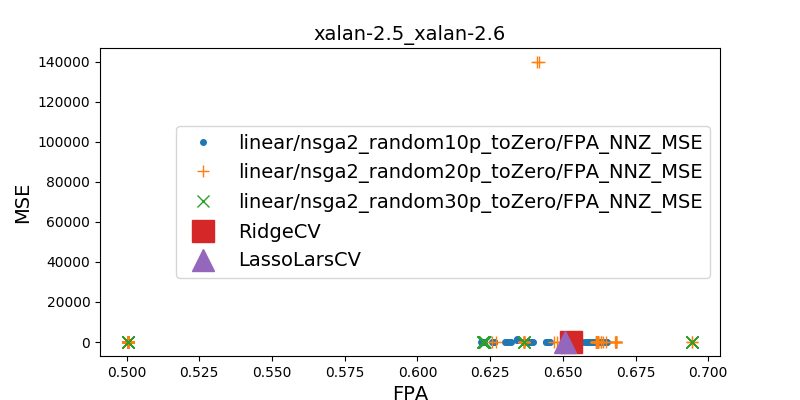 xalan-2.5_xalan-2.6
140000
120000
100000
80000
60000
40000
20000
0
MSE
linear/nsga2_random10p_toZero/FPA_NNZ_MSE
linear/nsga2_random20p_toZero/FPA_NNZ_MSE
linear/nsga2_random30p_toZero/FPA_NNZ_MSE
RidgeCV
LassoLarsCV
0.500 0.525 0.550 0.575 0.600 0.625 0.650 0.675 0.700
FPA